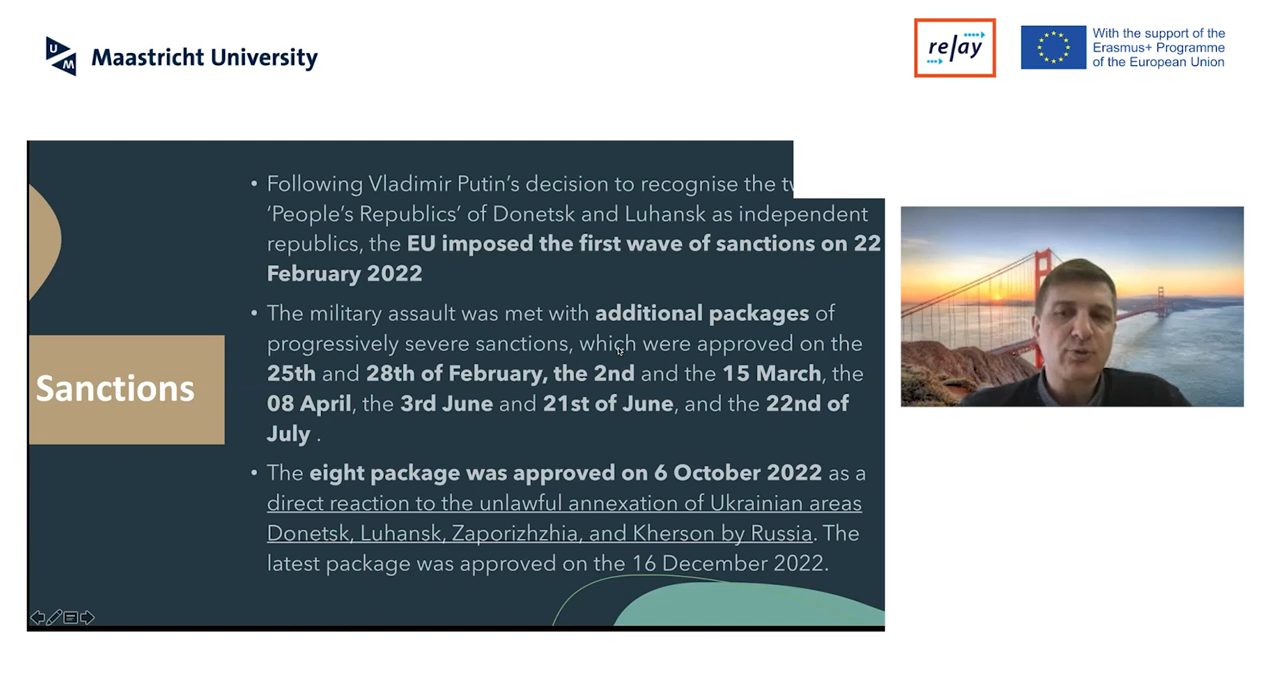 UM
Maastricht University
relay
With the support of the
Erasmus+ Programme
of the European Union
Sanctions
• Following Vladimir Putin’s decision to recognise the
‘People’s Republics’ of Donetsk and Luhansk as independent
republics, the EU imposed the first wave of sanctions on 22
February 2022
• The military assault was met with additional packages of
progressively severe sanctions, which were approved on the
25th and 28th of February, the 2nd and the 15 March, the
08 April, the 3rd June and 21st of June, and the 22nd of
July .
• The eight package was approved on 6 October 2022 as a
direct reaction to the unlawful annexation of Ukrainian areas
Donetsk, Luhansk, Zaporizhzhia, and Kherson by Russia. The
latest package was approved on the 16 December 2022.